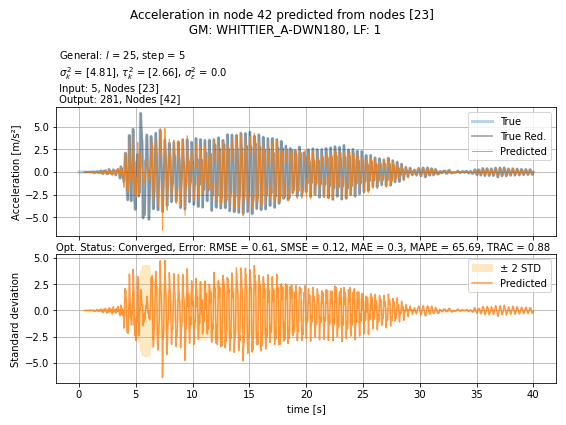 Acceleration in node 42 predicted from nodes [23]
GM: WHITTIER_A-DWN180, LF: 1
General: l = 25, step = 5
σ²ₖ = [4.81], τ²ₖ = [2.66], σ²ε = 0.0
Input: 5, Nodes [23]
Output: 281, Nodes [42]
Acceleration [m/s²]
5.0
2.5
0.0
−2.5
−5.0
True
True Red.
Predicted
Opt. Status: Converged, Error: RMSE = 0.61, SMSE = 0.12, MAE = 0.3, MAPE = 65.69, TRAC = 0.88
Standard deviation
5.0
2.5
0.0
−2.5
−5.0
± 2 STD
Predicted
0 5 10 15 20 25 30 35 40
time [s]